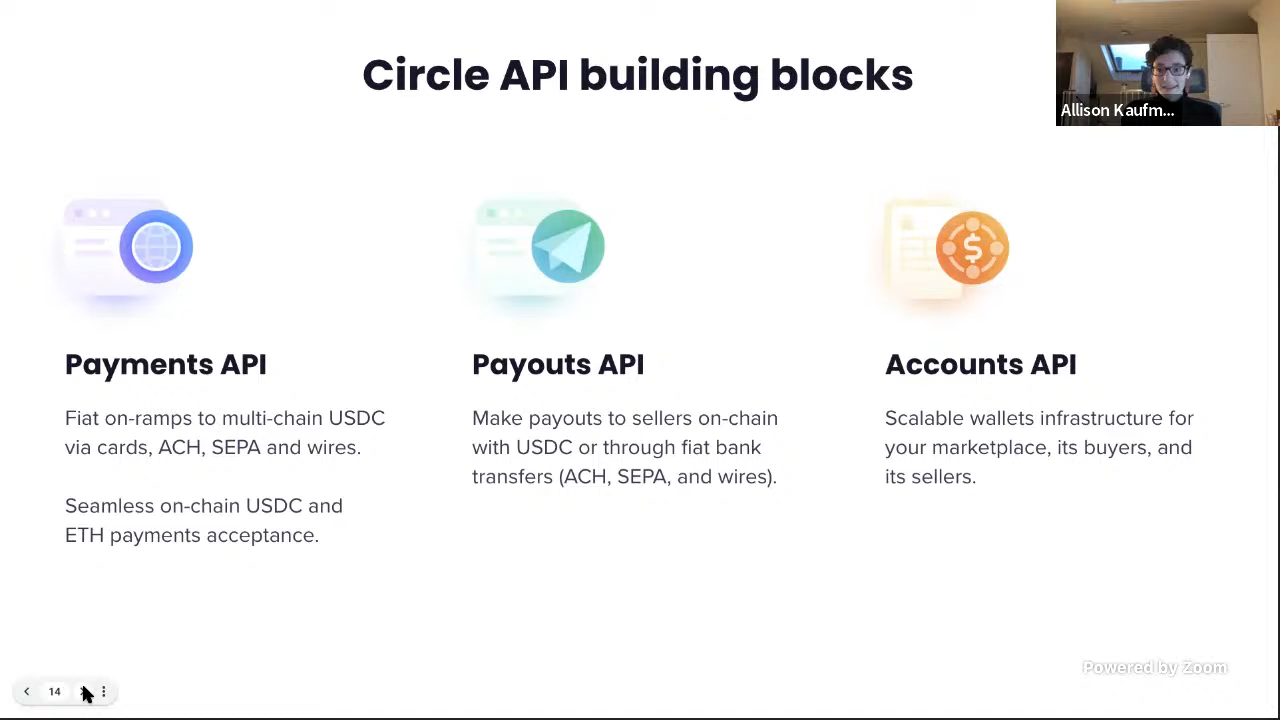 Circle API building blocks
Allison Kaufm...
Payments API
Fiat on-ramps to multi-chain USDC
via cards, ACH, SEPA and wires.
Seamless on-chain USDC and
ETH payments acceptance.
Payouts API
Make payouts to sellers on-chain
with USDC or through fiat bank
transfers (ACH, SEPA, and wires).
Accounts API
Scalable wallets infrastructure for
your marketplace, its buyers, and
its sellers.
Powered by Zoom
14